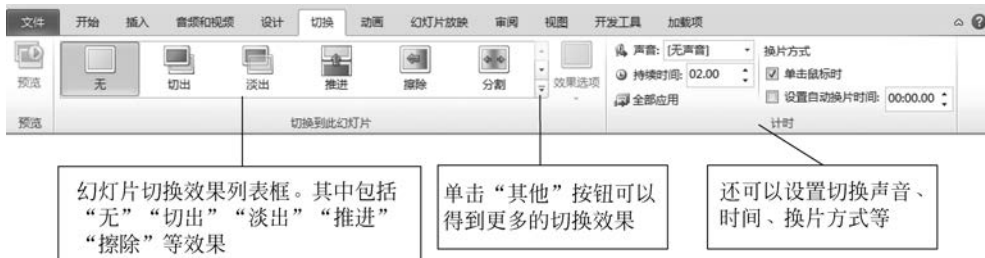 文件 开始 插入 音频和视频 设计 切换 动画 幻灯片放映 审阅 视图 开发工具 加载项
预览 无 切出 淡出 推进 擦除 分割 效果选项
声音: [无声音] 换片方式
持续时间: 02.00 单击鼠标时
全部应用 设置自动换片时间: 00:00.00
预览 切换到此幻灯片 计时
幻灯片切换效果列表框。其中包括
“无”“切出”“淡出”“推进”
“擦除”等效果
单击“其他”按钮可以
得到更多的切换效果
还可以设置切换声音、
时间、换片方式等